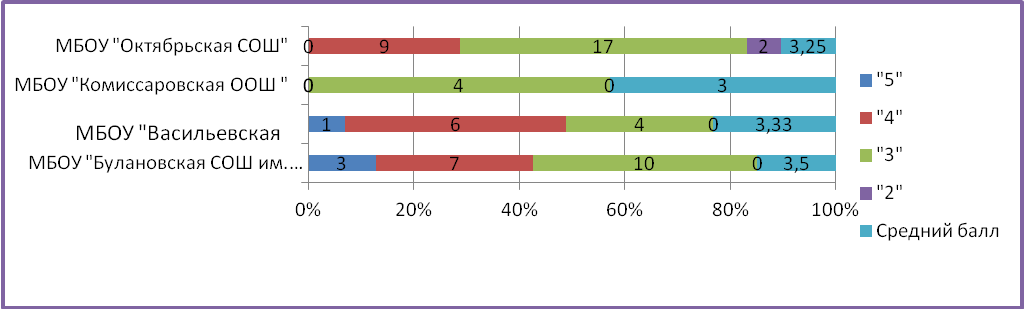 МБОУ "Октябрьская СОШ"
0 9 17 2 3,25
МБОУ "Комиссаровская ООШ "
0 4 0 3
МБОУ "Васильевская
1 6 4 0 3,33
МБОУ "Булановская СОШ им....
3 7 10 0 3,5
0% 20% 40% 60% 80% 100%
"5"
"4"
"3"
"2"
Средний балл